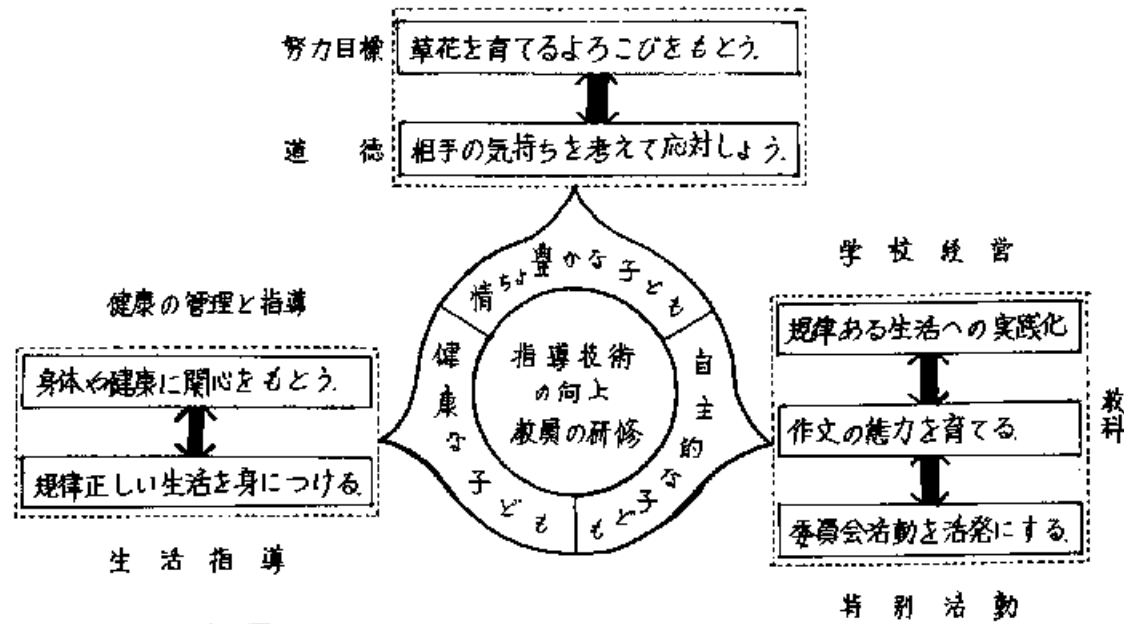 努力目標
草花を育てるよろこびをもとう.
道徳
相手の気持ちを考えて応対しよう.
情ちょ豊かな子ども
健康な子ども
自主的な子ども
指導技術
の向上
教員の研修
健康の管理と指導
身体や健康に関心をもとう.
規律正しい生活を身につける.
生活指導
学校経営
規律ある生活への実践化
作文の能力を育てる.
教科
委員会活動を活発にする.
特別活動